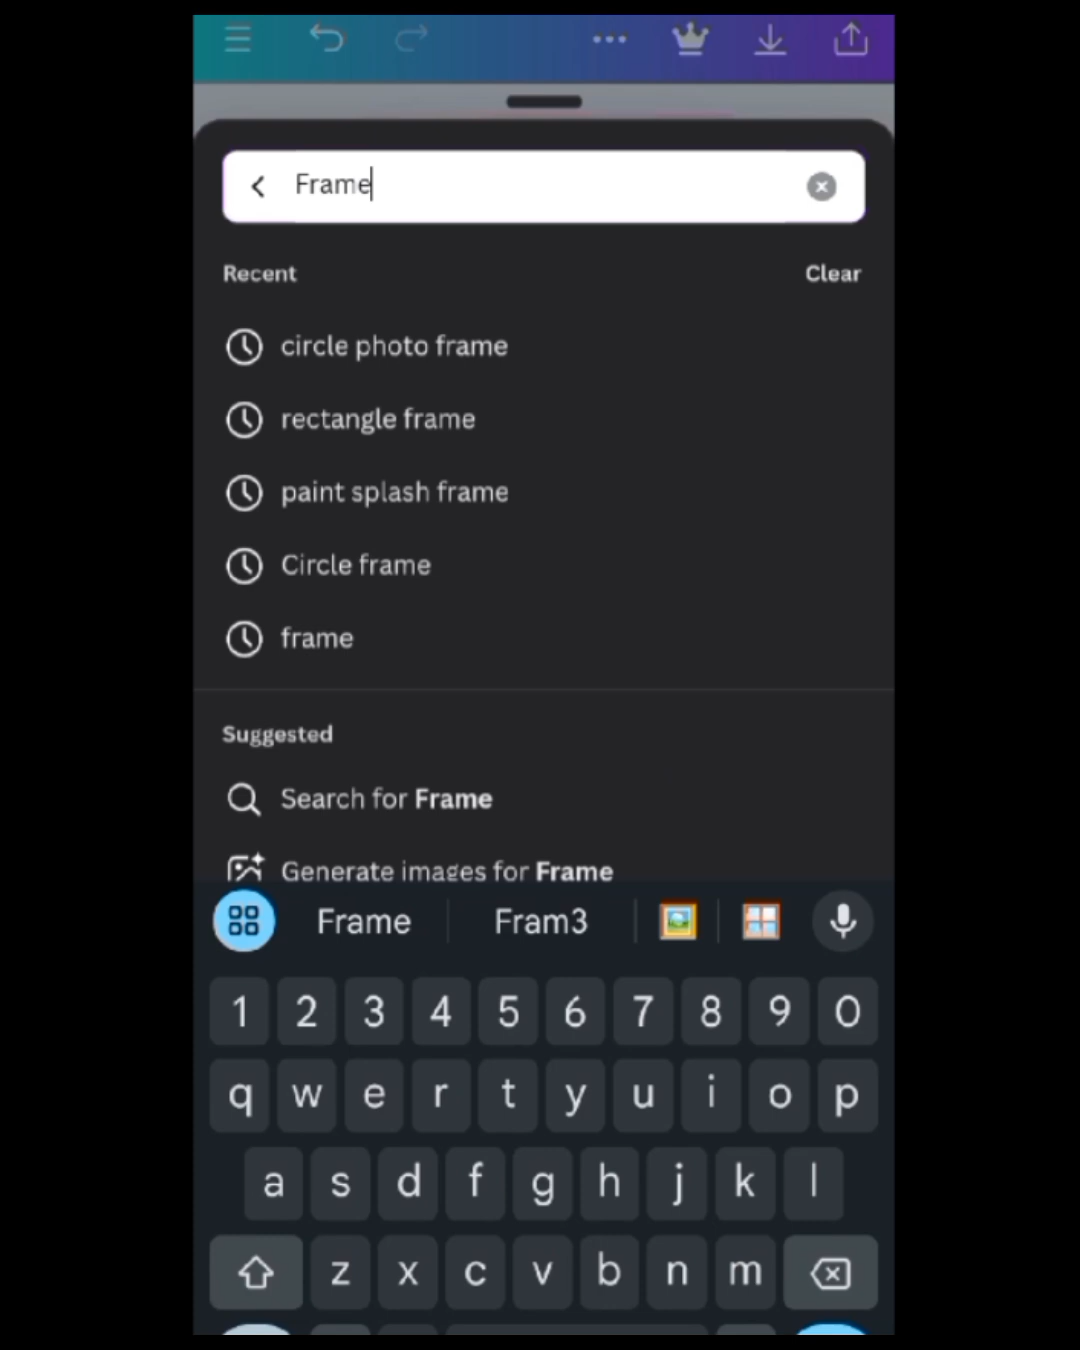 Frame
Recent Clear
circle photo frame
rectangle frame
paint splash frame
Circle frame
frame
Suggested
Search for Frame
Generate images for Frame
Frame Fram3
1 2 3 4 5 6 7 8 9 0
q w e r t y u i o p
a s d f g h j k l
z x c v b n m